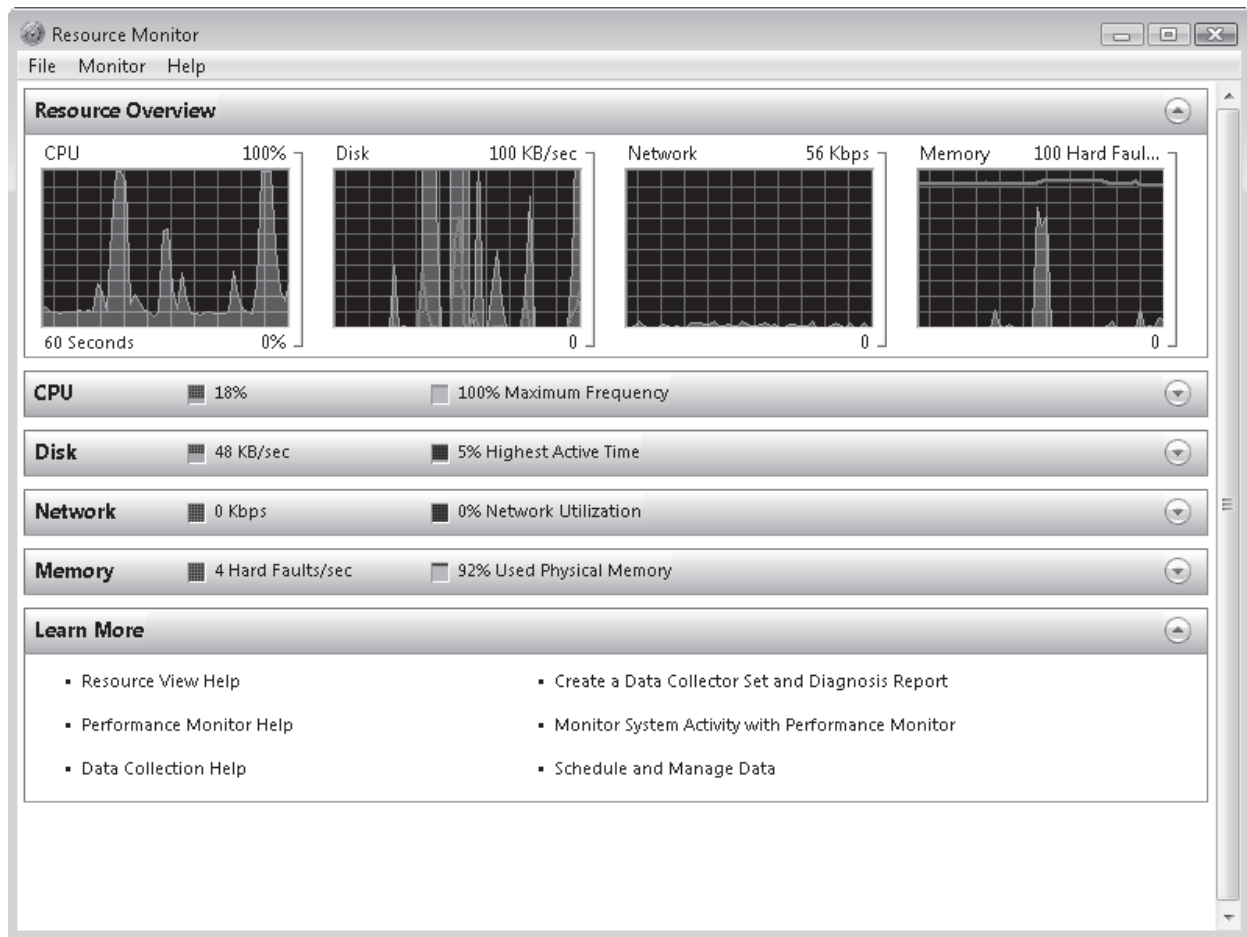 Resource Monitor
File Monitor Help
Resource Overview
CPU 100% Disk 100 KB/sec Network 56 Kbps Memory 100 Hard Faul...
60 Seconds 0% 0 0 0
CPU 18% 100% Maximum Frequency
Disk 48 KB/sec 5% Highest Active Time
Network 0 Kbps 0% Network Utilization
Memory 4 Hard Faults/sec 92% Used Physical Memory
Learn More
▪ Resource View Help ▪ Create a Data Collector Set and Diagnosis Report
▪ Performance Monitor Help ▪ Monitor System Activity with Performance Monitor
▪ Data Collection Help ▪ Schedule and Manage Data